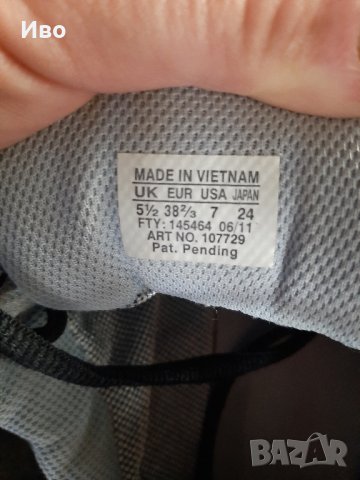 Иво
MADE IN VIETNAM
UK EUR USA JAPAN
5½ 38⅔ 7 24
FTY: 145464 06/11
ART NO. 107729
Pat. Pending
BAZAR